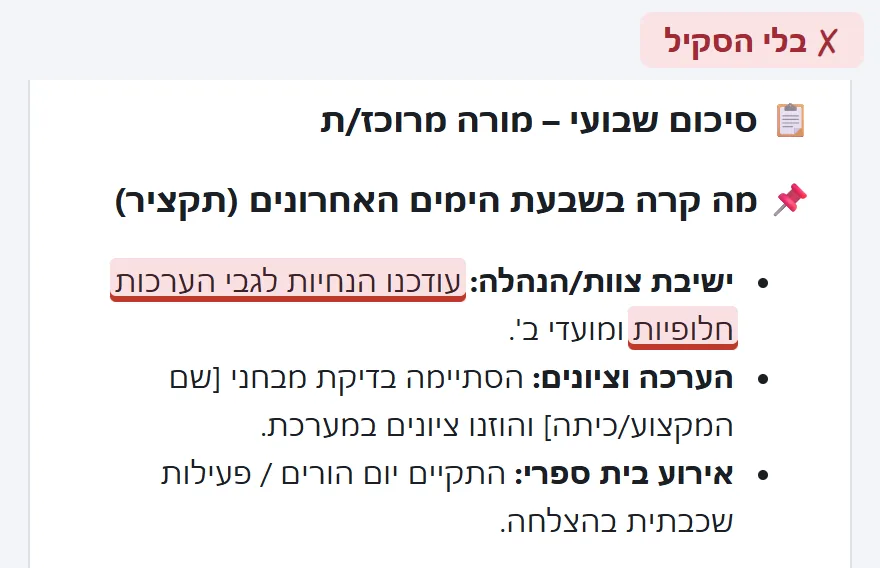 ✗ בלי הסקיל
📋 סיכום שבועי – מורה מרוכז/ת
📌 מה קרה בשבעת הימים האחרונים (תקציר)
• ישיבת צוות/הנהלה: עודכנו הנחיות לגבי הערכות
חלופיות ומועדי ב'.
• הערכה וציונים: הסתיימה בדיקת מבחני [שם
המקצוע/כיתה] והוזנו ציונים במערכת.
• אירוע בית ספרי: התקיים יום הורים / פעילות
שכבתית בהצלחה.